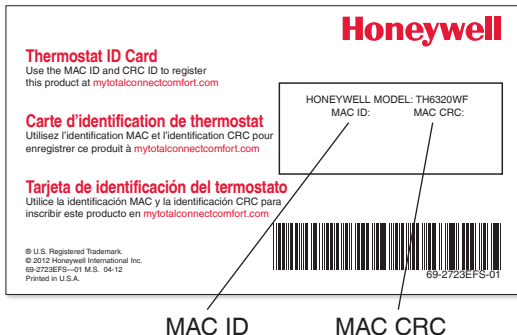 Honeywell
Thermostat ID Card
Use the MAC ID and CRC ID to register
this product at mytotalconnectcomfort.com
HONEYWELL MODEL: TH6320WF
MAC ID: MAC CRC:
Carte d'identification de thermostat
Utilisez l'identification MAC et l'identification CRC pour
enregistrer ce produit à mytotalconnectcomfort.com
Tarjeta de identificación del termostato
Utilice la identificación MAC y la identificación CRC para
inscribir este producto en mytotalconnectcomfort.com
® U.S. Registered Trademark.
© 2012 Honeywell International Inc.
69-2723EFS—01 M.S. 04-12
Printed in U.S.A.
69-2723EFS-01
MAC ID MAC CRC